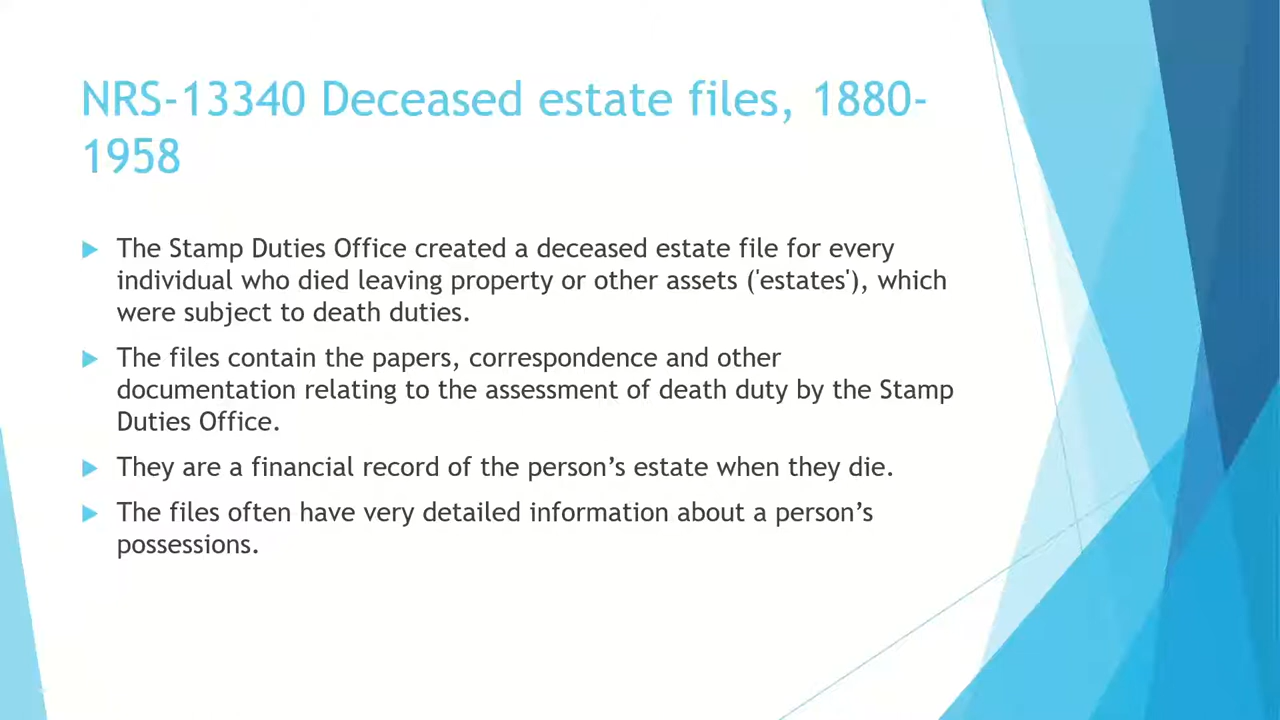 NRS-13340 Deceased estate files, 1880-
1958
The Stamp Duties Office created a deceased estate file for every
individual who died leaving property or other assets ('estates'), which
were subject to death duties.
The files contain the papers, correspondence and other
documentation relating to the assessment of death duty by the Stamp
Duties Office.
They are a financial record of the person’s estate when they die.
The files often have very detailed information about a person’s
possessions.